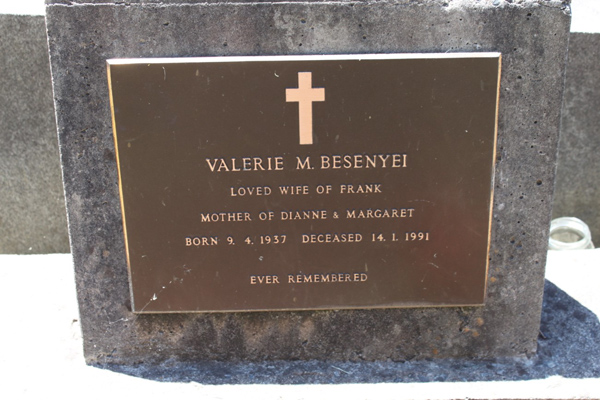 VALERIE M. BESENYEI
LOVED WIFE OF FRANK
MOTHER OF DIANNE & MARGARET
BORN 9. 4. 1937 DECEASED 14. 1. 1991
EVER REMEMBERED